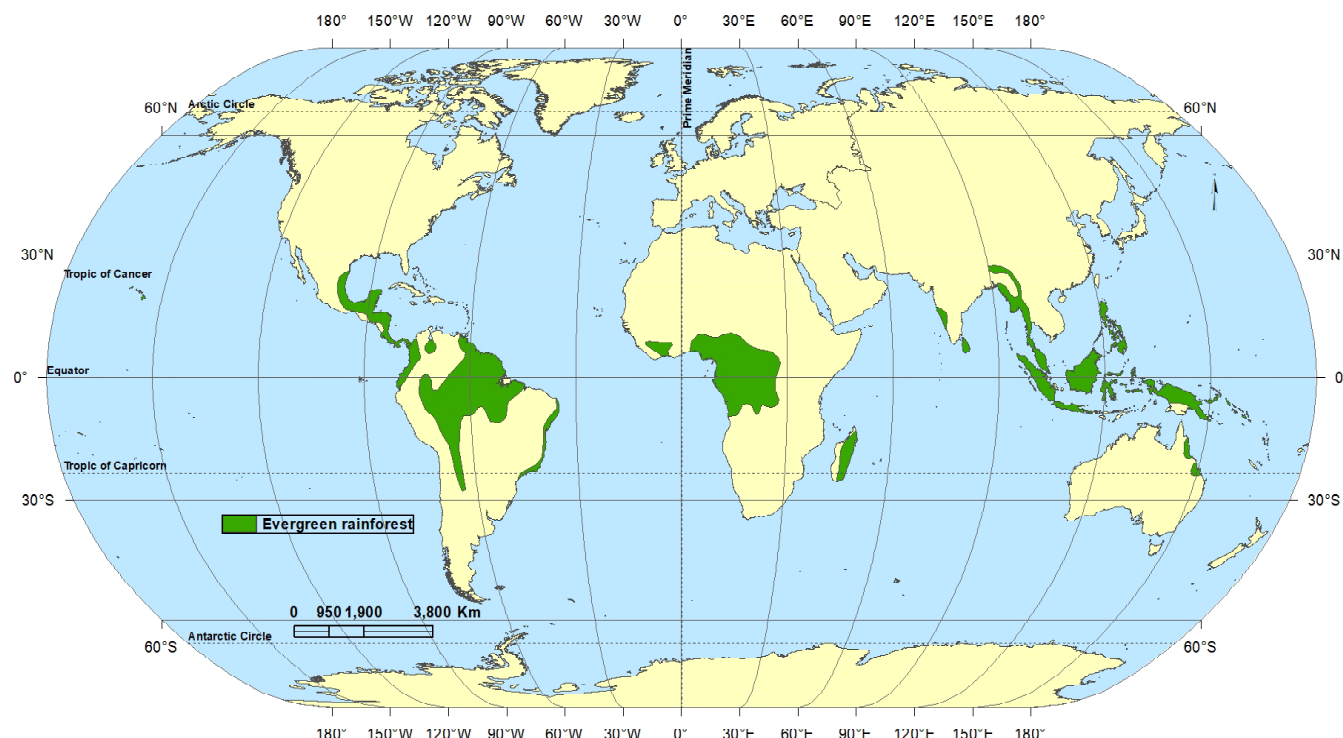 180° 150°W 120°W 90°W 60°W 30°W 0° 30°E 60°E 90°E 120°E 150°E 180°
Prime Meridian
60°N Arctic Circle 60°N
30°N 30°N
Tropic of Cancer
Equator
0° 0
Tropic of Capricorn
30°S 30°S
Evergreen rainforest
0 950 1,900 3,800 Km
Antarctic Circle
60°S 60°S
180° 150°W 120°W 90°W 60°W 30°W 0° 30°E 60°E 90°E 120°E 150°E 180°